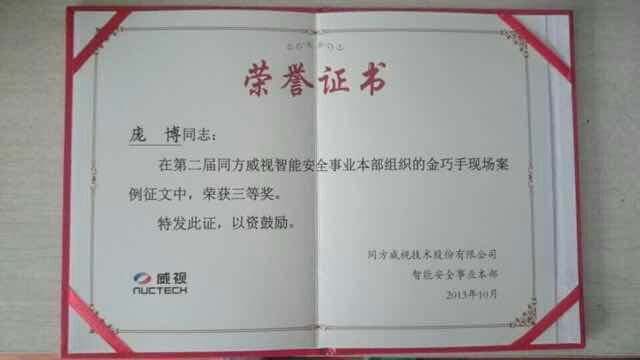 荣誉证书
庞 博同志：
在第二届同方威视智能安全事业本部组织的金巧手现场案
例征文中，荣获三等奖。
特发此证，以资鼓励。
同方威视技术股份有限公司
智能安全事业本部
2013年10月
威视
NUCTECH